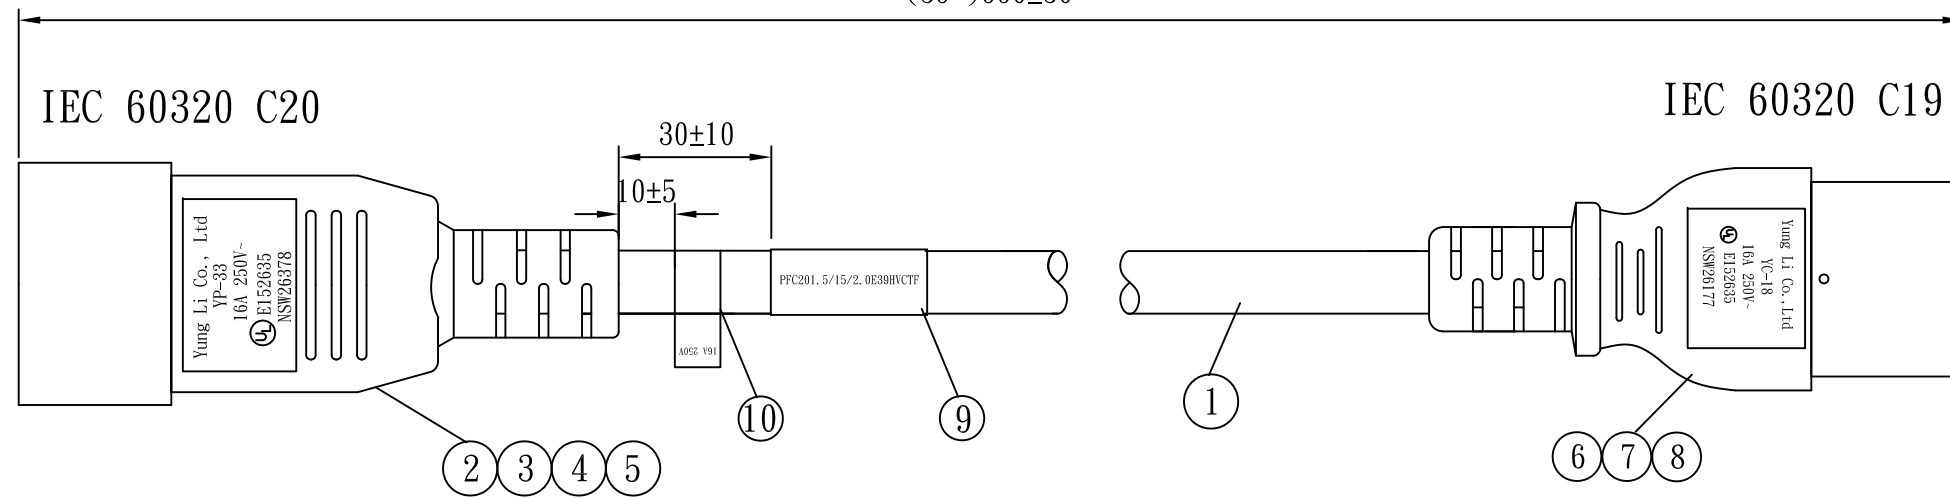 IEC 60320 C20
IEC 60320 C19
30±10
10±5
Yung Li Co., Ltd
YP-33
16A 250V~
UL E152635
NSW26378
PFC201.5/15/2.0E39HVCTF
16A 250V
Yung Li Co.,Ltd
YC-18
16A 250V~
UL E152635
NSW26177
10
9
1
2 3 4 5
6 7 8